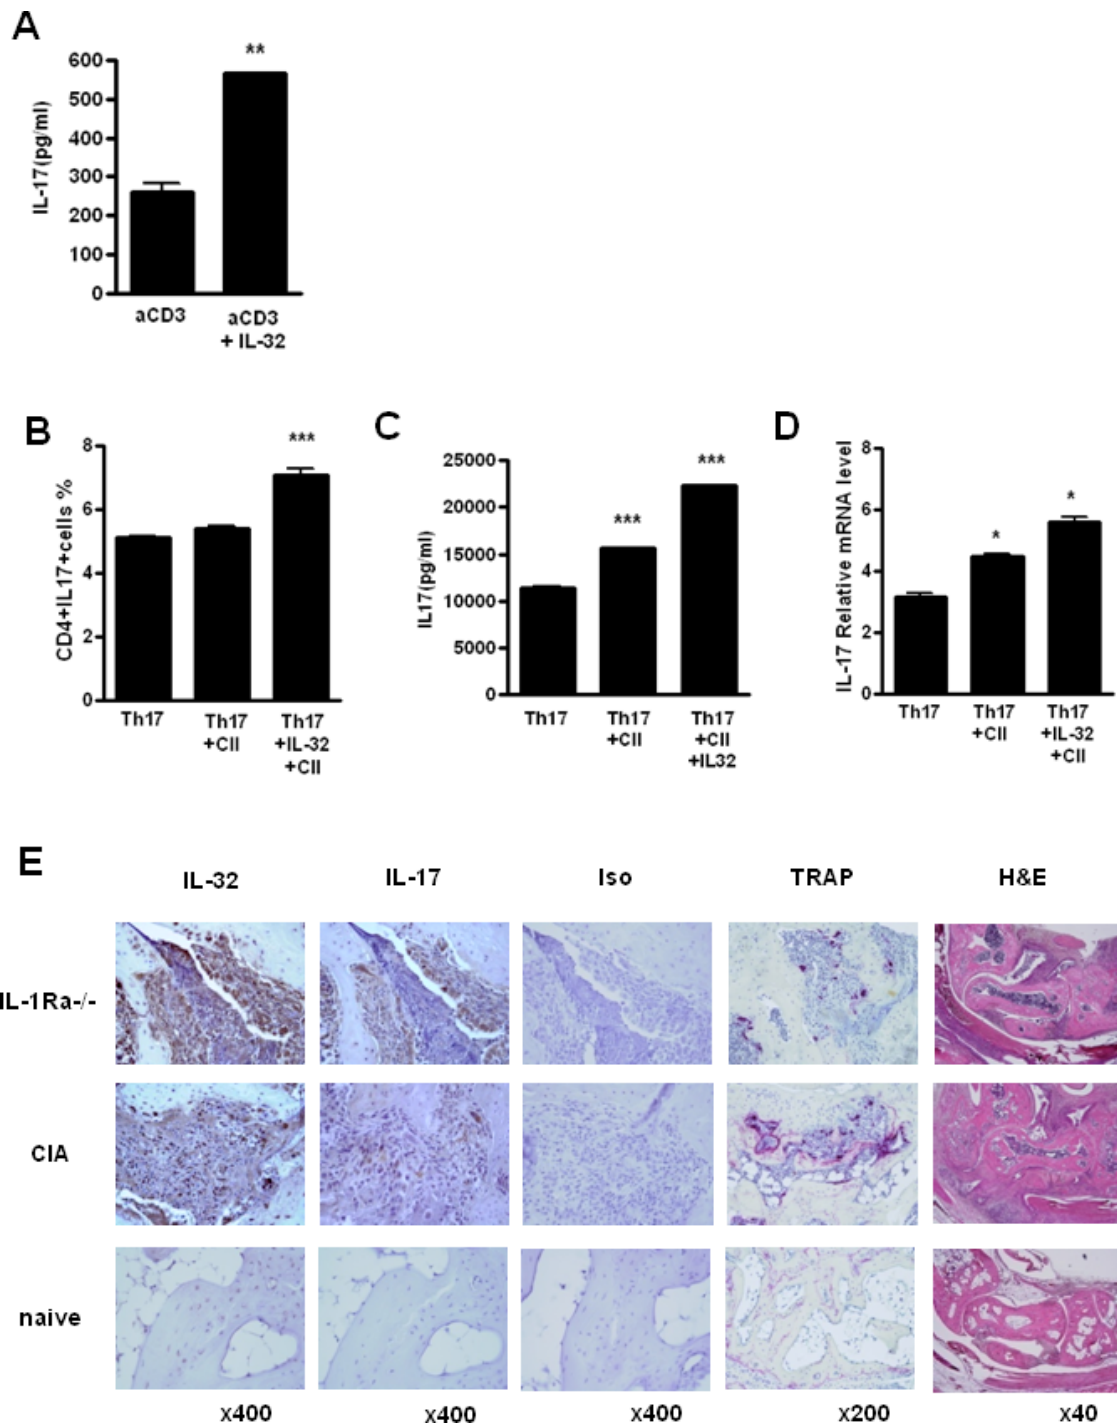 A
**
600
500
400
300
200
100
0
IL-17(pg/ml)
aCD3
aCD3
+ IL-32
B
***
8
6
4
2
0
CD4+IL17+cells %
Th17
Th17
+CII
Th17
+IL-32
+CII
C
***
***
25000
20000
15000
10000
5000
0
IL17(pg/ml)
Th17
Th17
+CII
Th17
+CII
+IL32
D
*
*
8
6
4
2
0
IL-17 Relative mRNA level
Th17
Th17
+CII
Th17
+IL-32
+CII
E
IL-32
IL-17
Iso
TRAP
H&E
IL-1Ra-/-
CIA
naive
x400
x400
x400
x200
x40